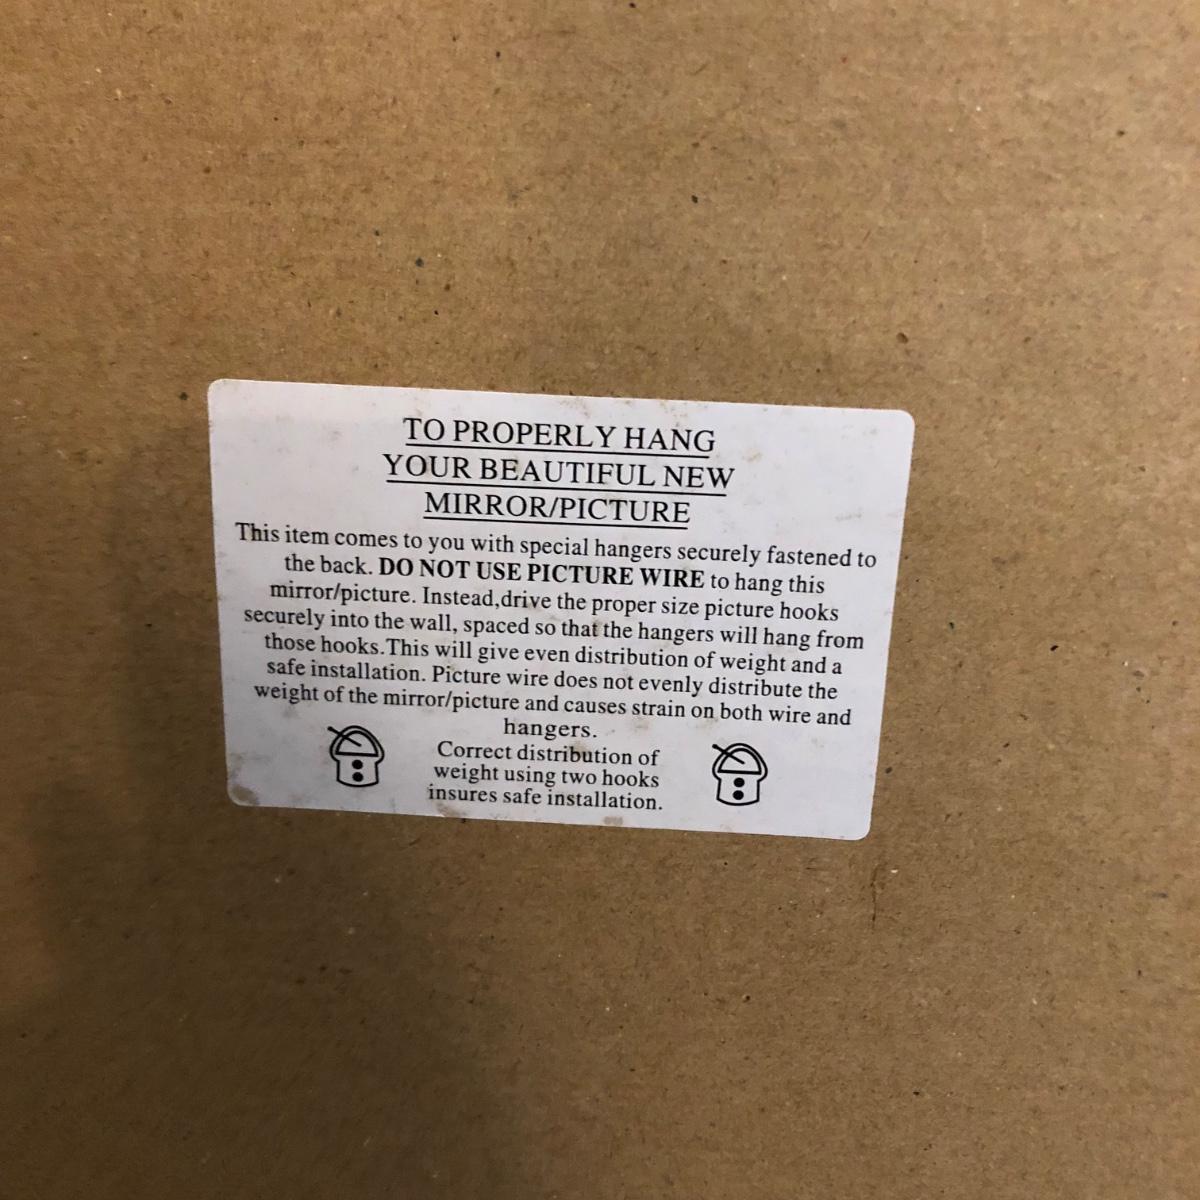 TO PROPERLY HANG
YOUR BEAUTIFUL NEW
MIRROR/PICTURE
This item comes to you with special hangers securely fastened to
the back. DO NOT USE PICTURE WIRE to hang this
mirror/picture. Instead,drive the proper size picture hooks
securely into the wall, spaced so that the hangers will hang from
those hooks.This will give even distribution of weight and a
safe installation. Picture wire does not evenly distribute the
weight of the mirror/picture and causes strain on both wire and
hangers.
Correct distribution of
weight using two hooks
insures safe installation.